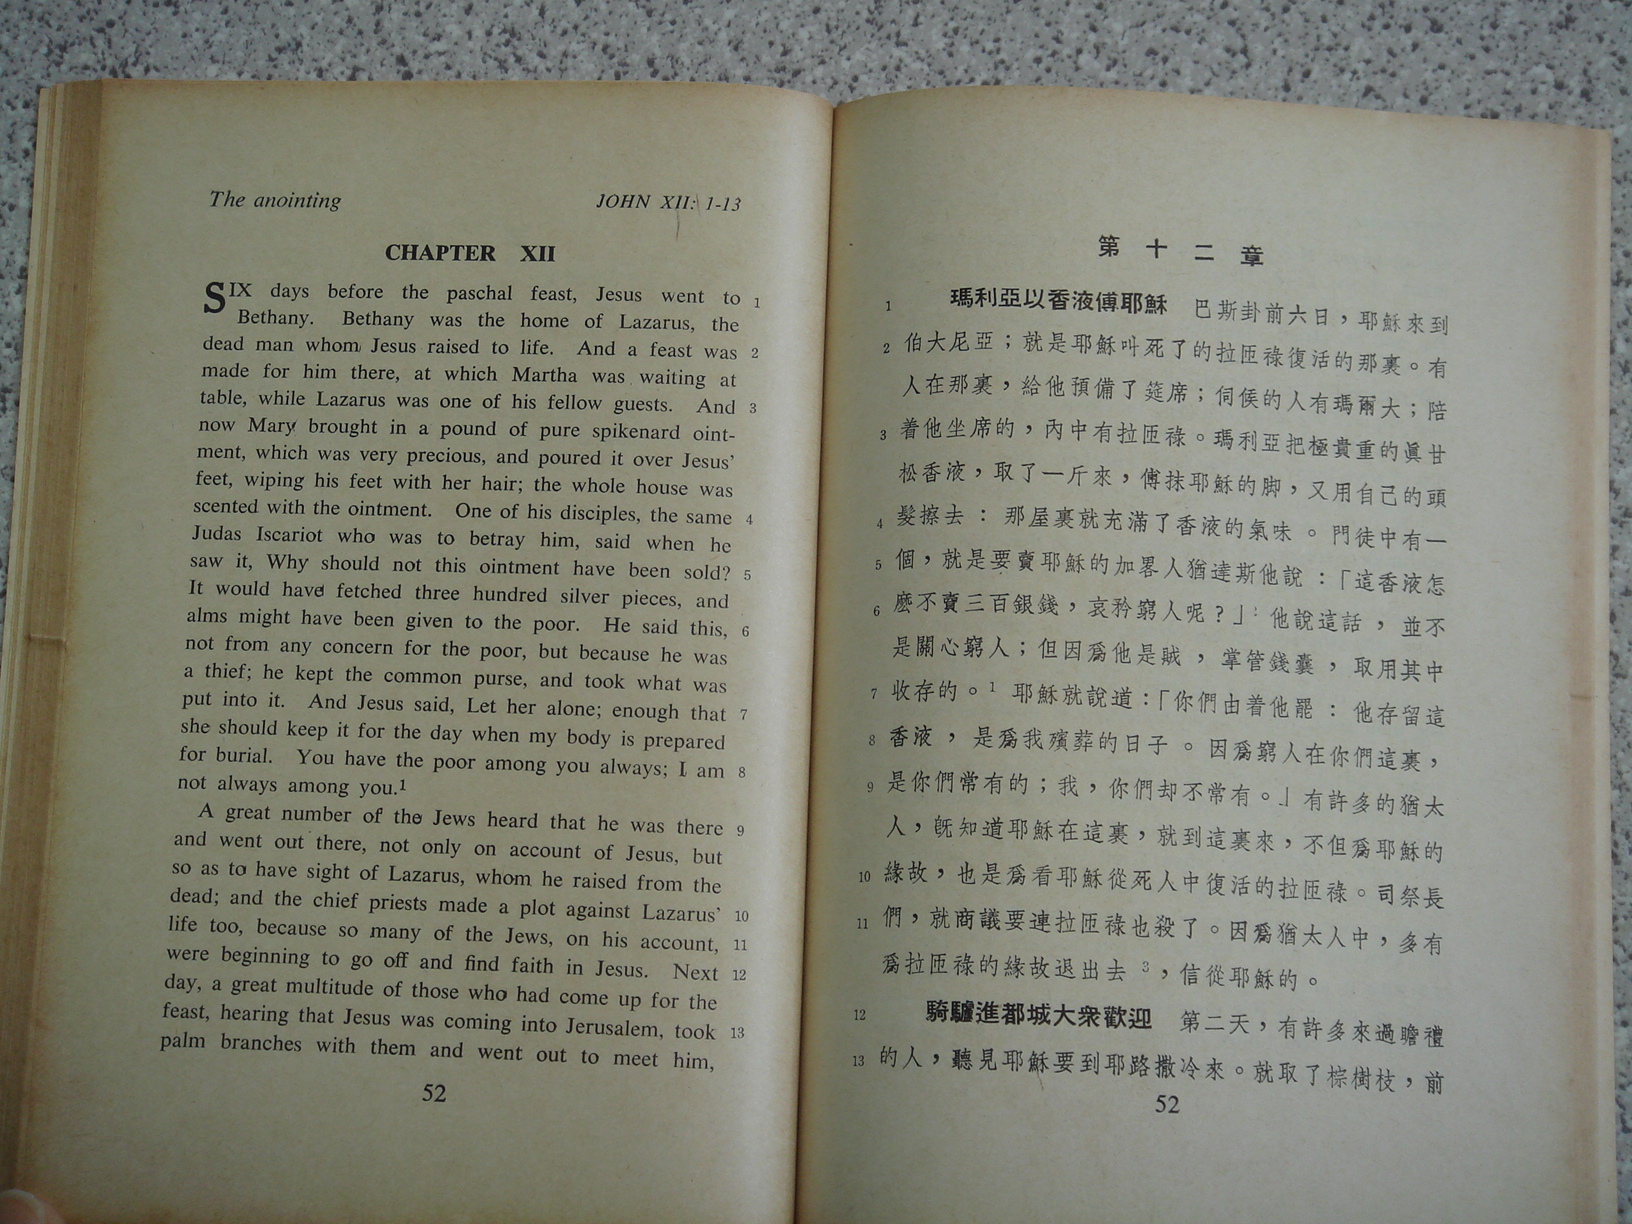 The anointing JOHN XII: 1-13
CHAPTER XII
SIX days before the paschal feast, Jesus went to 1
Bethany. Bethany was the home of Lazarus, the
dead man whom Jesus raised to life. And a feast was 2
made for him there, at which Martha was waiting at
table, while Lazarus was one of his fellow guests. And 3
now Mary brought in a pound of pure spikenard oint-
ment, which was very precious, and poured it over Jesus'
feet, wiping his feet with her hair; the whole house was
scented with the ointment. One of his disciples, the same 4
Judas Iscariot who was to betray him, said when he
saw it, Why should not this ointment have been sold? 5
It would have fetched three hundred silver pieces, and
alms might have been given to the poor. He said this, 6
not from any concern for the poor, but because he was
a thief; he kept the common purse, and took what was
put into it. And Jesus said, Let her alone; enough that 7
she should keep it for the day when my body is prepared
for burial. You have the poor among you always; I am 8
not always among you.¹
A great number of the Jews heard that he was there 9
and went out there, not only on account of Jesus, but
so as to have sight of Lazarus, whom he raised from the
dead; and the chief priests made a plot against Lazarus' 10
life too, because so many of the Jews, on his account, 11
were beginning to go off and find faith in Jesus. Next 12
day, a great multitude of those who had come up for the
feast, hearing that Jesus was coming into Jerusalem, took 13
palm branches with them and went out to meet him,
52
第十二章
1 瑪利亞以香液傅耶穌 巴斯卦前六日，耶穌來到
2 伯大尼亞；就是耶穌叫死了的拉匝祿復活的那裏。有
人在那裏，給他預備了筵席；伺候的人有瑪爾大；陪
3 着他坐席的，內中有拉匝祿。瑪利亞把極貴重的眞甘
松香液，取了一斤來，傅抹耶穌的脚，又用自己的頭
4 髮擦去：那屋裏就充滿了香液的氣味。門徒中有一
5 個，就是要賣耶穌的加畧人猶達斯他說：「這香液怎
6 麼不賣三百銀錢，哀矜窮人呢？」他說這話，並不
是關心窮人；但因爲他是賊，掌管錢囊，取用其中
7 收存的。¹ 耶穌就說道：「你們由着他罷：他存留這
8 香液，是爲我殯葬的日子。因爲窮人在你們這裏，
9 是你們常有的；我，你們却不常有。」有許多的猶太
人，旣知道耶穌在這裏，就到這裏來，不但爲耶穌的
10 緣故，也是爲看耶穌從死人中復活的拉匝祿。司祭長
11 們，就商議要連拉匝祿也殺了。因爲猶太人中，多有
爲拉匝祿的緣故退出去³，信從耶穌的。
12 騎驢進都城大衆歡迎 第二天，有許多來過瞻禮
13 的人，聽見耶穌要到耶路撒冷來。就取了棕樹枝，前
52